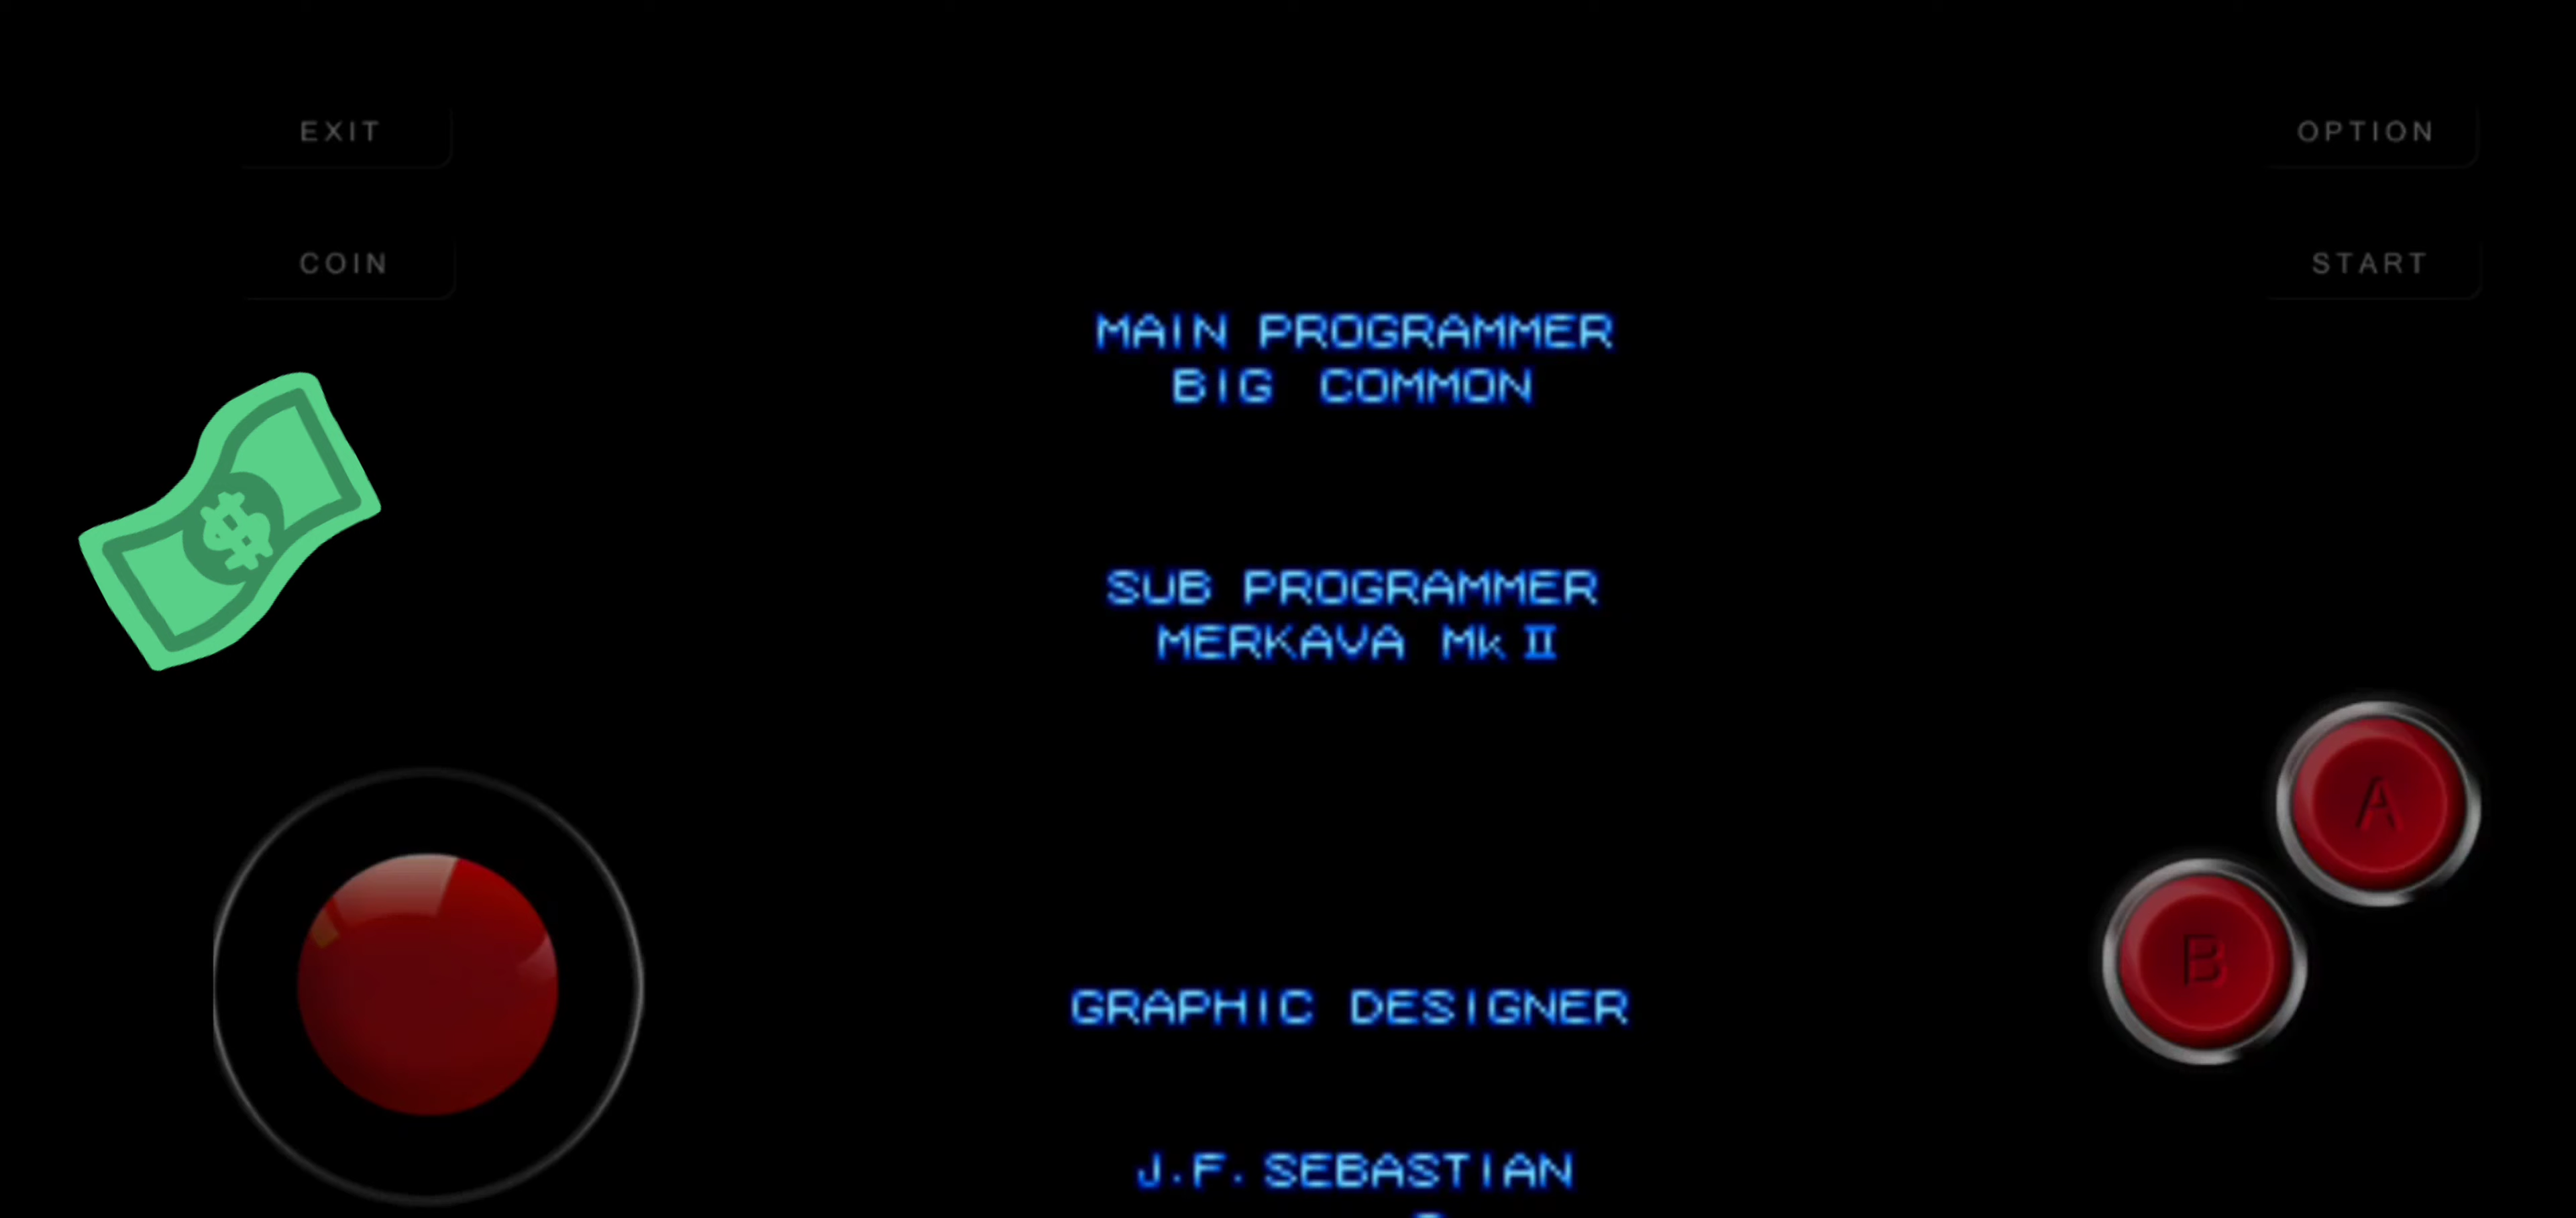 EXIT
OPTION
COIN
START
MAIN PROGRAMMER
BIG COMMON
SUB PROGRAMMER
MERKAVA Mk II
A
B
GRAPHIC DESIGNER
J.F. SEBASTIAN